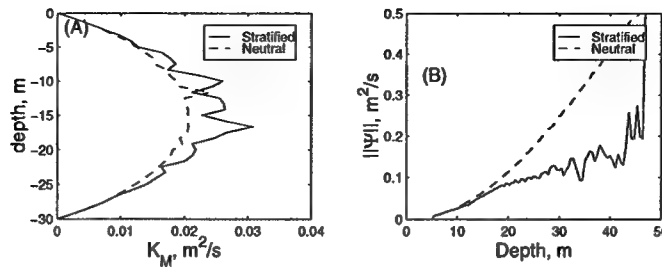 (A)
Stratified
Neutral
0
−5
−10
−15
−20
−25
−30
depth, m
0
0.01
0.02
0.03
0.04
K_M, m²/s
(B)
Stratified
Neutral
0.5
0.4
0.3
0.2
0.1
0
||Ψ||, m²/s
0
10
20
30
40
50
Depth, m